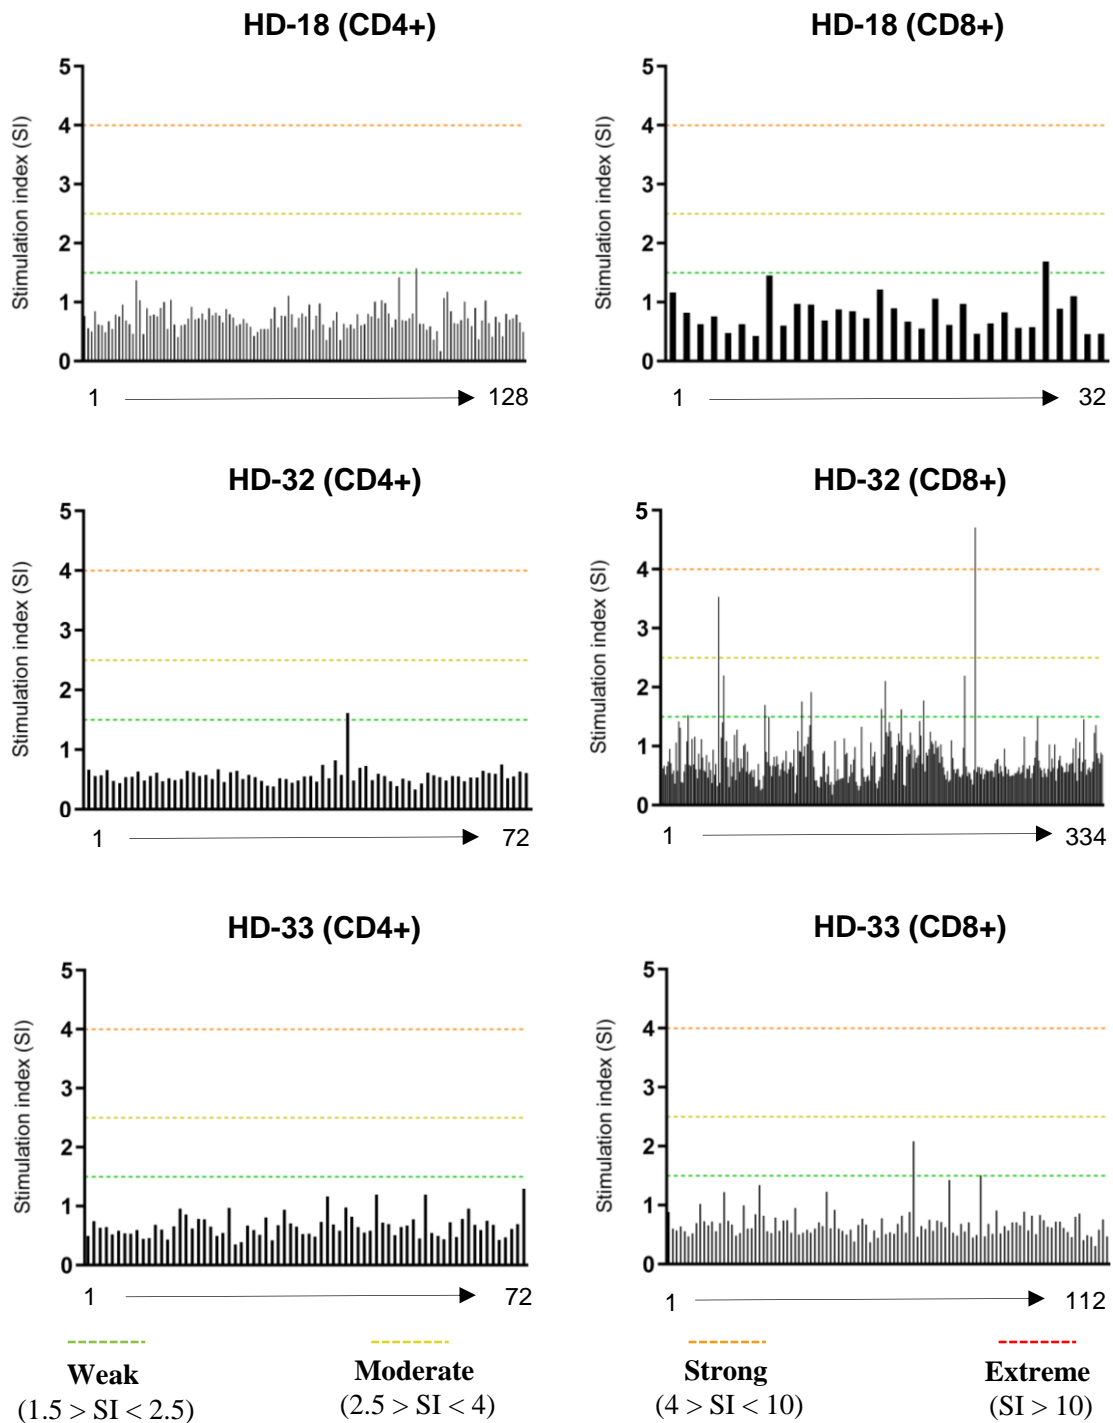 HD-18 (CD4+)
5
4
3
2
1
0
Stimulation index (SI)
1
128
HD-18 (CD8+)
5
4
3
2
1
0
Stimulation index (SI)
1
32
HD-32 (CD4+)
5
4
3
2
1
0
Stimulation index (SI)
1
72
HD-32 (CD8+)
5
4
3
2
1
0
Stimulation index (SI)
1
334
HD-33 (CD4+)
5
4
3
2
1
0
Stimulation index (SI)
1
72
HD-33 (CD8+)
5
4
3
2
1
0
Stimulation index (SI)
1
112
Weak
(1.5 > SI < 2.5)
Moderate
(2.5 > SI < 4)
Strong
(4 > SI < 10)
Extreme
(SI > 10)